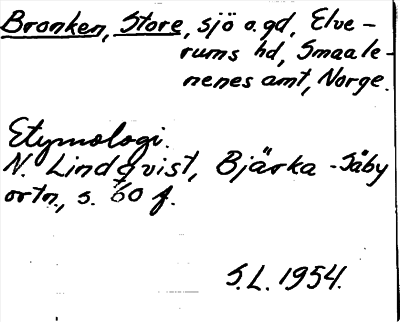 Bronken, Store, sjö o. gd, Elve-
rums hd, Smaale-
nenes amt, Norge.
Etymologi.
N. Lindqvist, Bjärka-Säby
ortn., s. 60 f.
S.L. 1954.